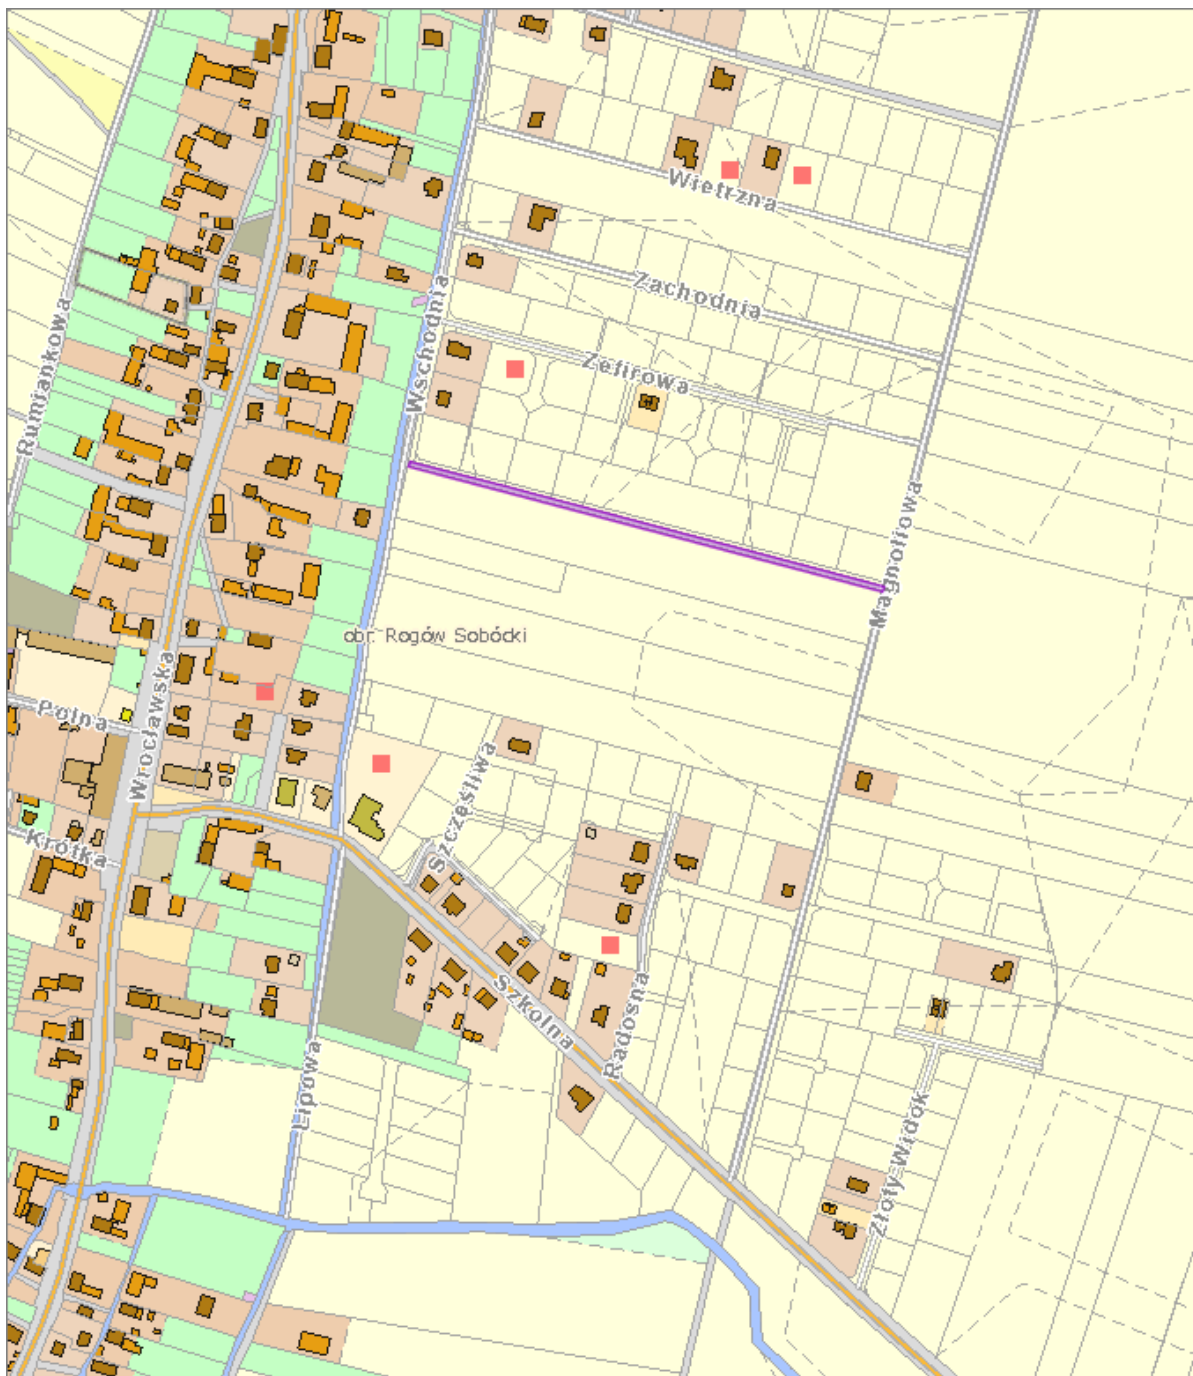 Wietrzna
Zachodnia
Wschodnia
Rumiankowa
Zefirowa
Magnoliowa
obr. Rogów Sobócki
Wrocławska
Polna
Szczęśliwa
Krótka
Szkolna
Radosna
Lipowa
Złoty Widok